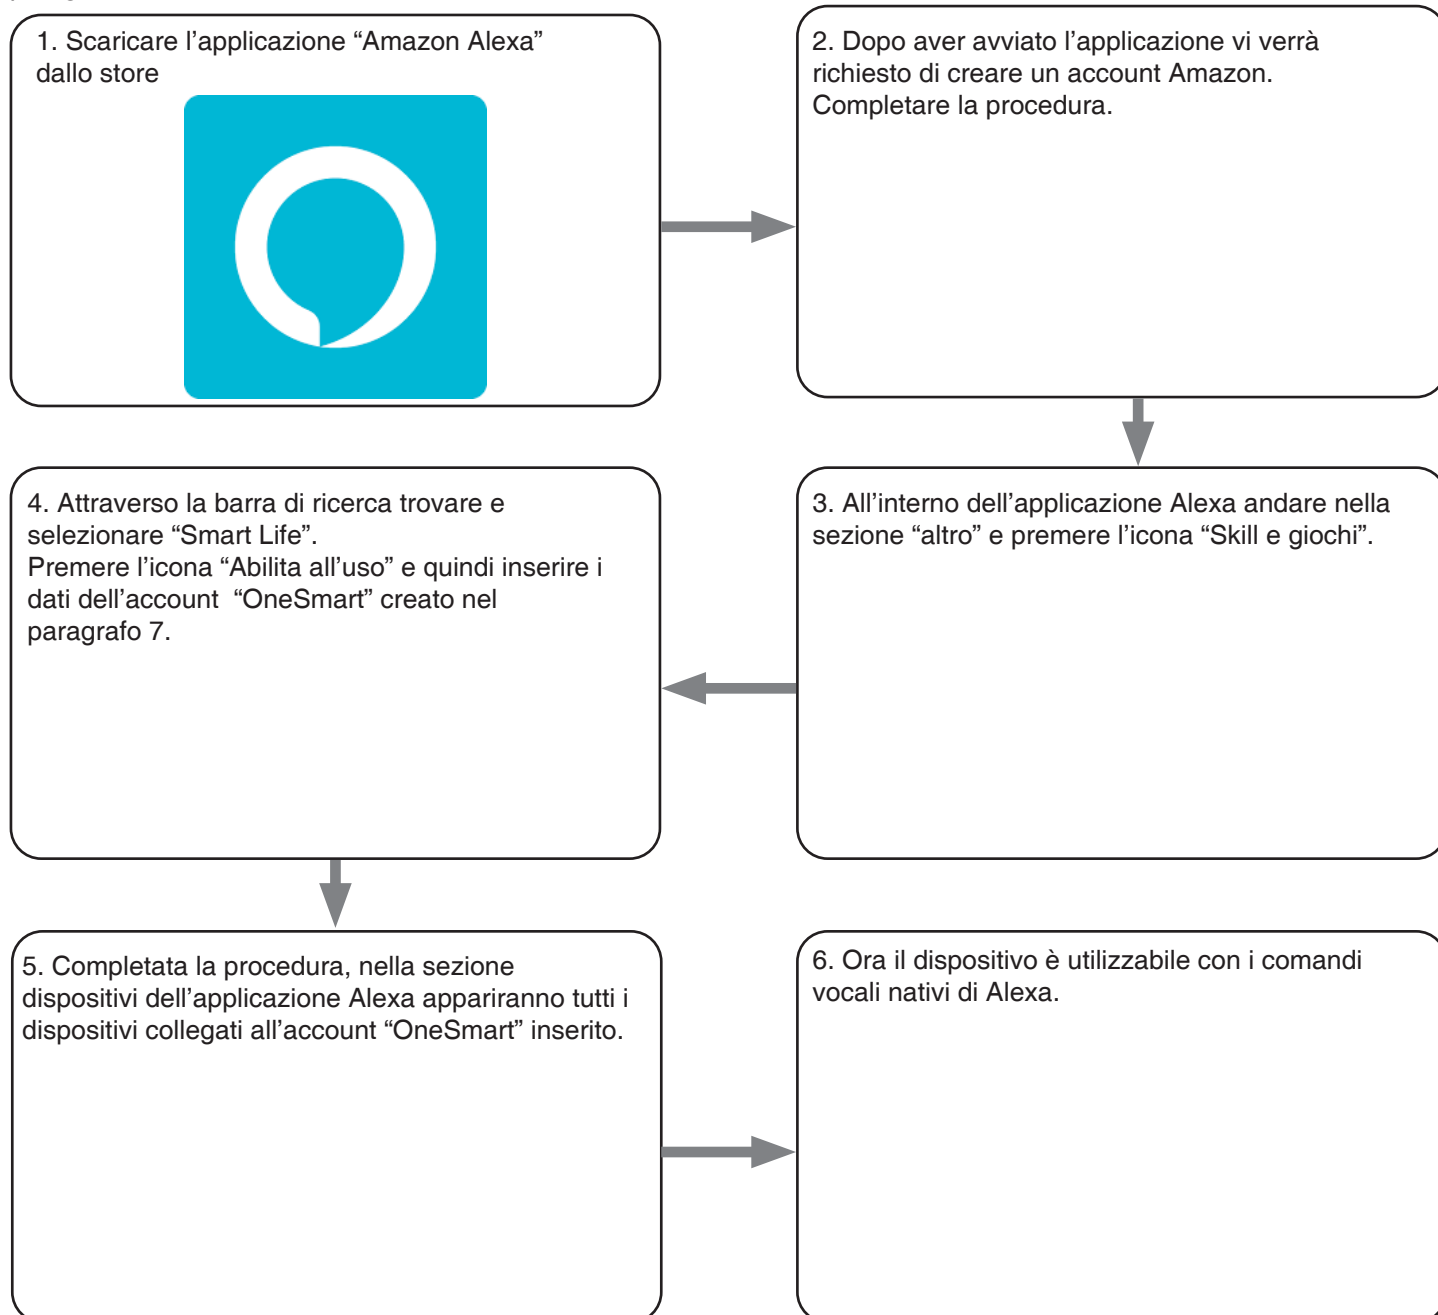 1. Scaricare l’applicazione “Amazon Alexa”
dallo store
2. Dopo aver avviato l’applicazione vi verrà
richiesto di creare un account Amazon.
Completare la procedura.
3. All’interno dell’applicazione Alexa andare nella
sezione “altro” e premere l’icona “Skill e giochi”.
4. Attraverso la barra di ricerca trovare e
selezionare “Smart Life”.
Premere l’icona “Abilita all’uso” e quindi inserire i
dati dell’account  “OneSmart” creato nel
paragrafo 7.
5. Completata la procedura, nella sezione
dispositivi dell’applicazione Alexa appariranno tutti i
dispositivi collegati all’account “OneSmart” inserito.
6. Ora il dispositivo è utilizzabile con i comandi
vocali nativi di Alexa.